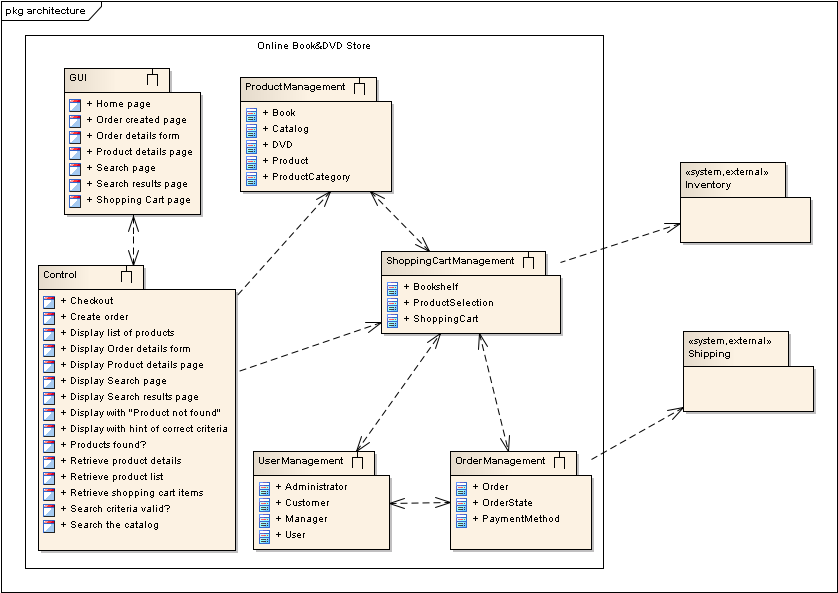 pkg architecture
Online Book&DVD Store
GUI
+ Home page
+ Order created page
+ Order details form
+ Product details page
+ Search page
+ Search results page
+ Shopping Cart page
ProductManagement
+ Book
+ Catalog
+ DVD
+ Product
+ ProductCategory
«system,external»
Inventory
Control
+ Checkout
+ Create order
+ Display list of products
+ Display Order details form
+ Display Product details page
+ Display Search page
+ Display Search results page
+ Display with "Product not found"
+ Display with hint of correct criteria
+ Products found?
+ Retrieve product details
+ Retrieve product list
+ Retrieve shopping cart items
+ Search criteria valid?
+ Search the catalog
ShoppingCartManagement
+ Bookshelf
+ ProductSelection
+ ShoppingCart
«system,external»
Shipping
UserManagement
+ Administrator
+ Customer
+ Manager
+ User
OrderManagement
+ Order
+ OrderState
+ PaymentMethod